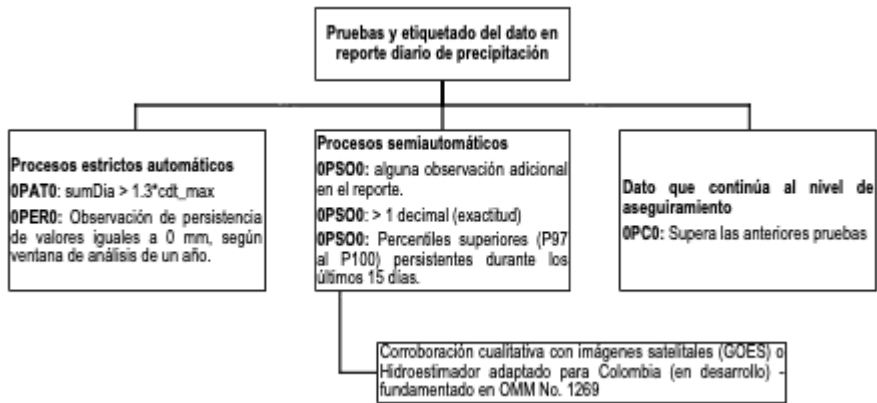 Pruebas y etiquetado del dato en
reporte diario de precipitación
Procesos estrictos automáticos
0PAT0: sumDia > 1.3*cdt_max
0PER0: Observación de persistencia
de valores iguales a 0 mm, según
ventana de análisis de un año.
Procesos semiautomáticos
0PSO0: alguna observación adicional
en el reporte.
0PSO0: > 1 decimal (exactitud)
0PSO0: Percentiles superiores (P97
al P100) persistentes durante los
últimos 15 días.
Dato que continúa al nivel de
aseguiramiento
0PC0: Supera las anteriores pruebas
Corroboración cualitativa con imágenes satelitales (GOES) o
Hidroestimador adaptado para Colombia (en desarrollo) -
fundamentado en OMM No. 1269